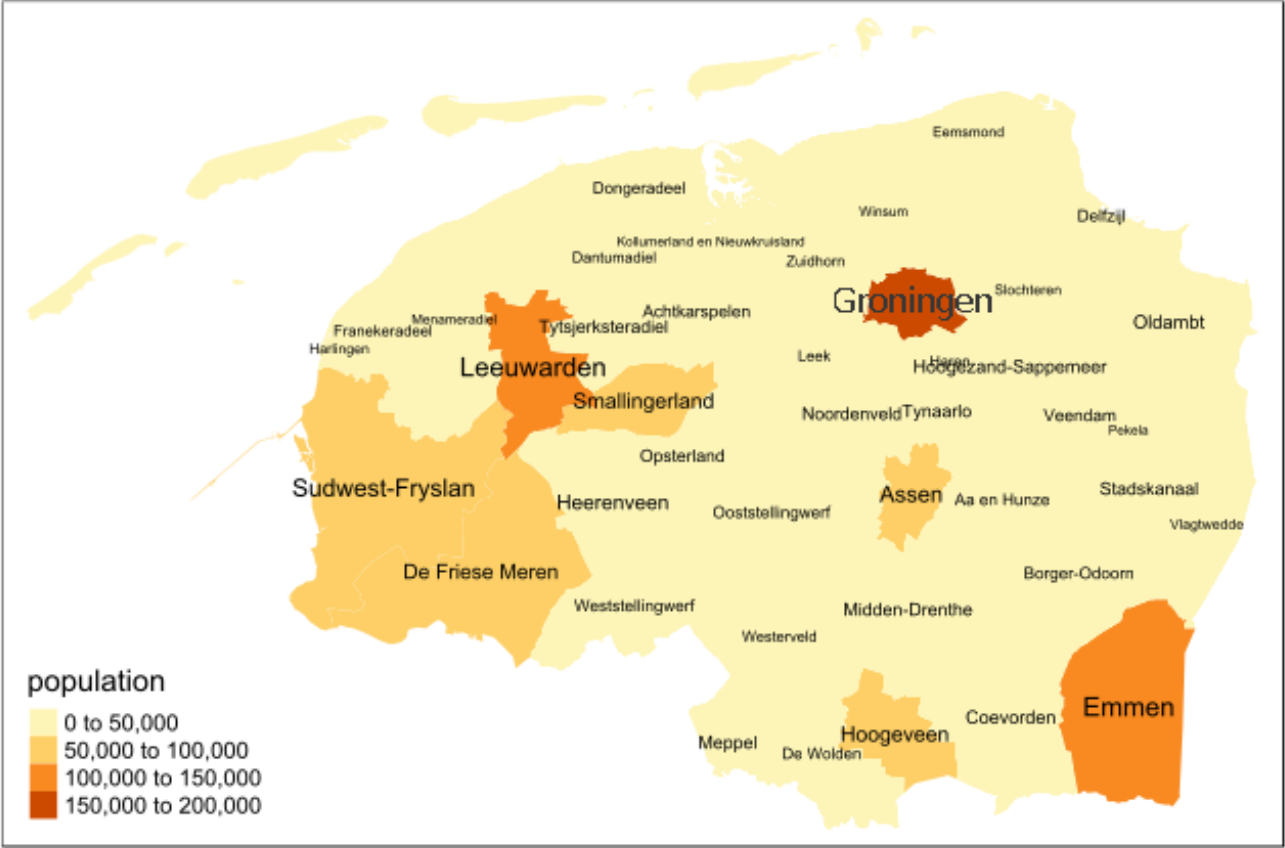 Eemsmond
Dongeradeel
Winsum
Delfzijl
Kollumerland en Nieuwkruisland
Dantumadiel
Zuidhorn
Groningen
Slochteren
Achtkarspelen
Menameradiel
Franekeradeel
Tytsjerksteradiel
Oldambt
Harlingen
Leek
Haren
Leeuwarden
Hoogezand-Sappemeer
Smallingerland
Noordenveld
Tynaarlo
Veendam
Pekela
Opsterland
Sudwest-Fryslan
Assen
Stadskanaal
Heerenveen
Aa en Hunze
Ooststellingwerf
Vlagtwedde
De Friese Meren
Borger-Odoorn
Weststellingwerf
Midden-Drenthe
Westerveld
Emmen
Coevorden
Hoogeveen
Meppel
De Wolden
population
0 to 50,000
50,000 to 100,000
100,000 to 150,000
150,000 to 200,000